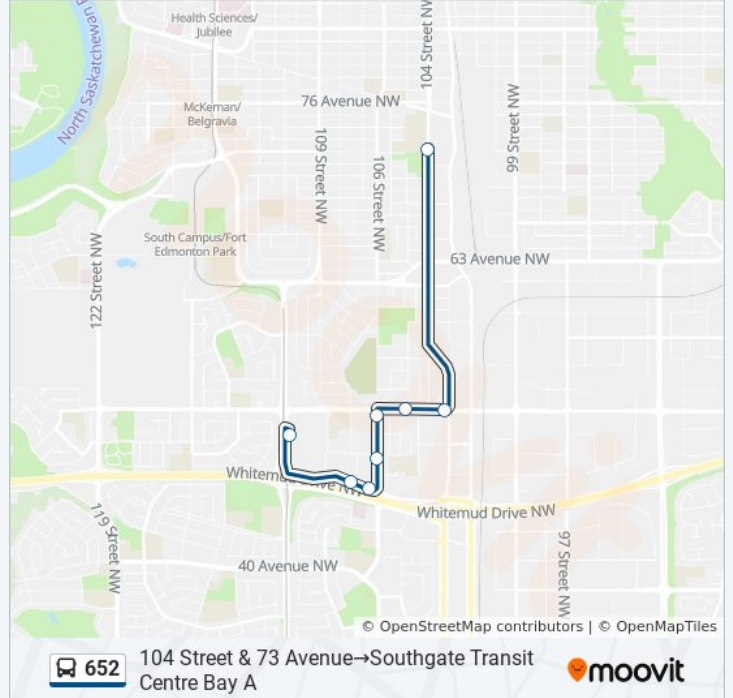 Health Sciences/
Jubilee
104 Street NW
North Saskatchewan
76 Avenue NW
McKernan/
Belgravia
99 Street NW
109 Street NW
106 Street NW
South Campus/Fort
Edmonton Park
122 Street NW
63 Avenue NW
Whitemud Drive NW
Whitemud Drive NW
119 Street NW
97 Street NW
40 Avenue NW
© OpenStreetMap contributors | © OpenMapTiles
652
104 Street & 73 Avenue→Southgate Transit
Centre Bay A
moovit